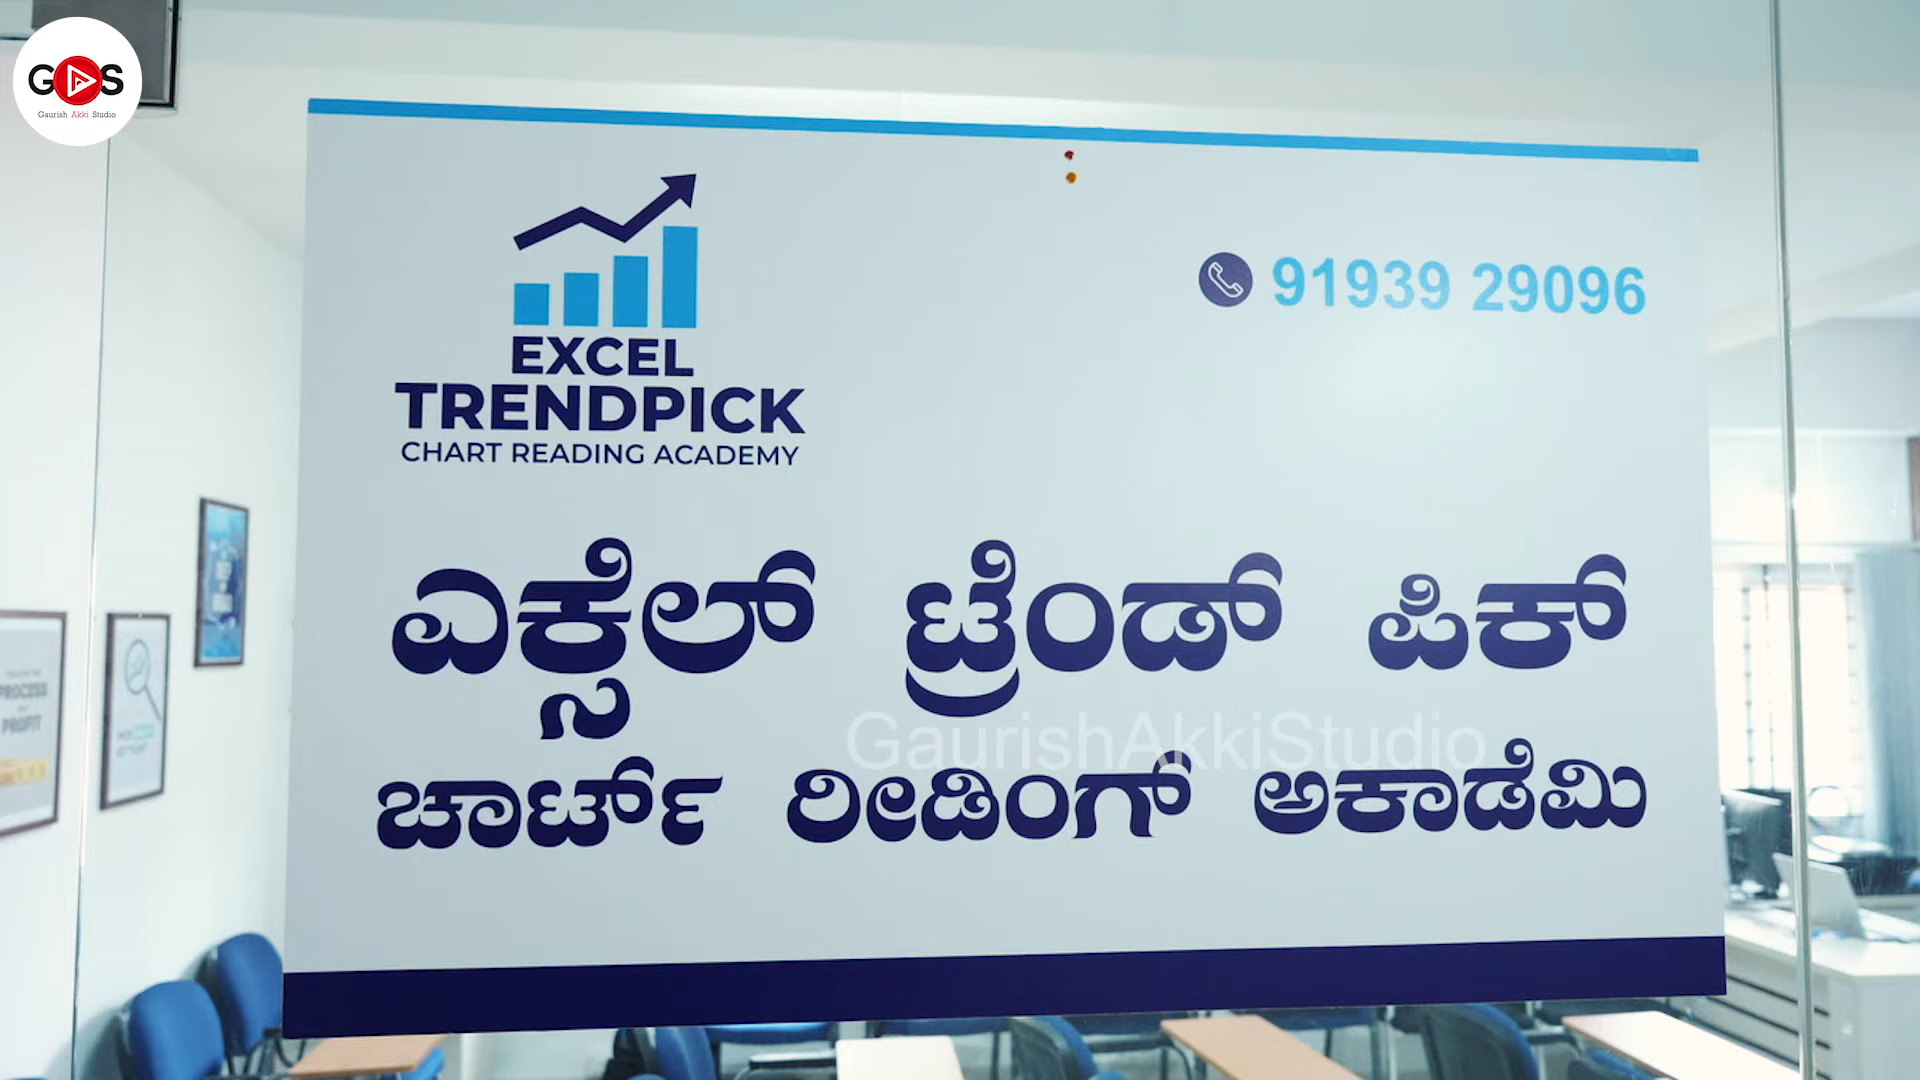 GAS
Gaurish Akki Studio
EXCEL
TRENDPICK
CHART READING ACADEMY
91939 29096
ಎಕ್ಸೆಲ್ ಟ್ರೆಂಡ್ ಪಿಕ್
GaurishAkkiStudio
ಚಾರ್ಟ್ ರೀಡಿಂಗ್ ಅಕಾಡೆಮಿ
PROCESS
PROFIT